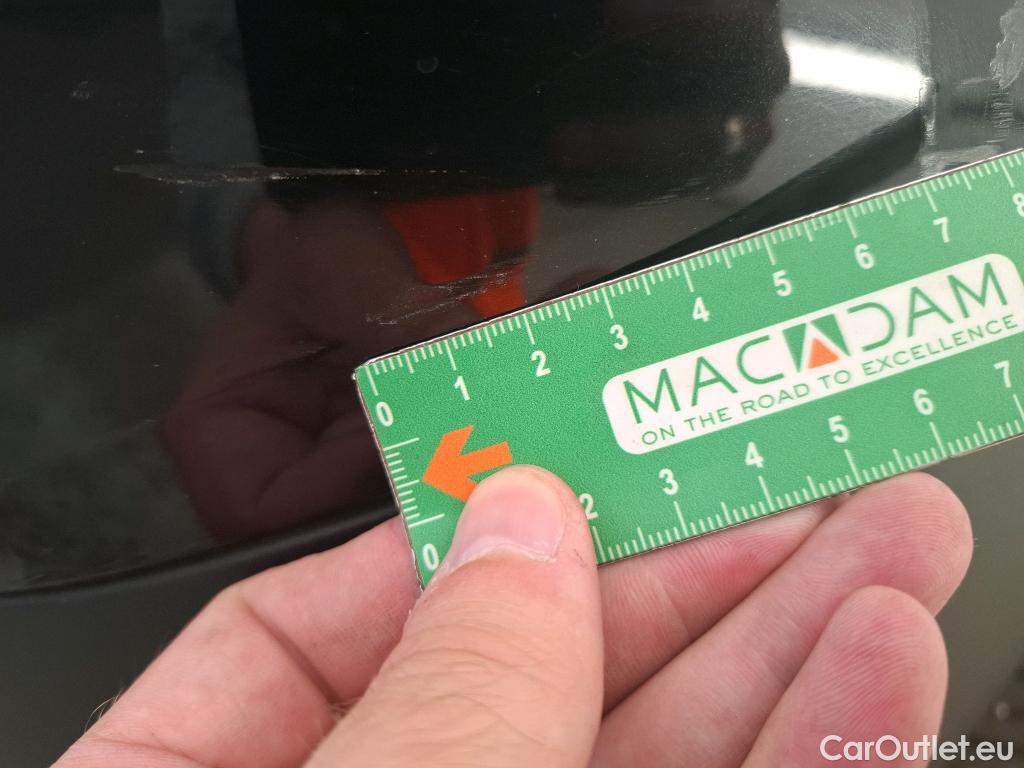 0 1 2 3 4 5 6 7 8
MACADAM
ON THE ROAD TO EXCELLENCE
0 2 3 4 5 6 7
CarOutlet.eu